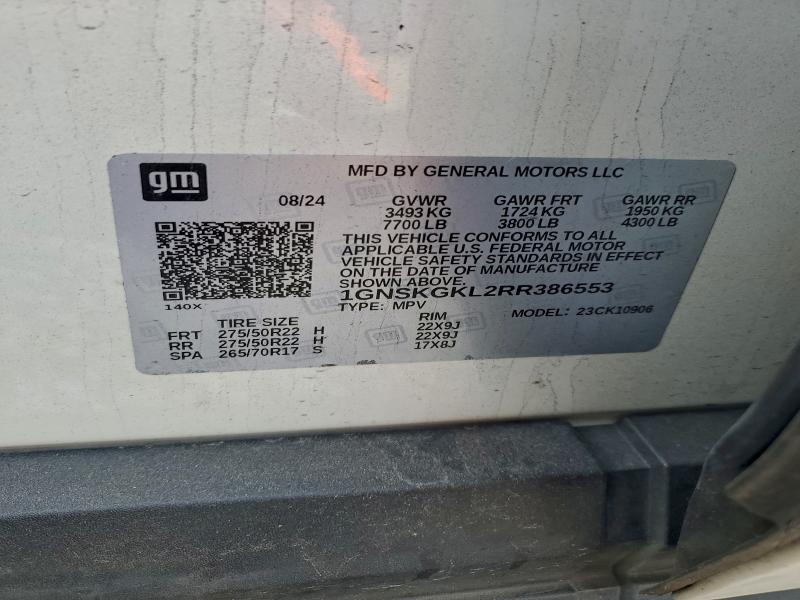 gm
MFD BY GENERAL MOTORS LLC
08/24 GVWR GAWR FRT GAWR RR
3493 KG 1724 KG 1950 KG
7700 LB 3800 LB 4300 LB
THIS VEHICLE CONFORMS TO ALL
APPLICABLE U.S. FEDERAL MOTOR
VEHICLE SAFETY STANDARDS IN EFFECT
ON THE DATE OF MANUFACTURE
SHOWN ABOVE.
1GNSKGKL2RR386553
140X TYPE: MPV MODEL: 23CK10906
TIRE SIZE RIM
FRT 275/50R22 H 22X9J
RR 275/50R22 H 22X9J
SPA 265/70R17 S 17X8J